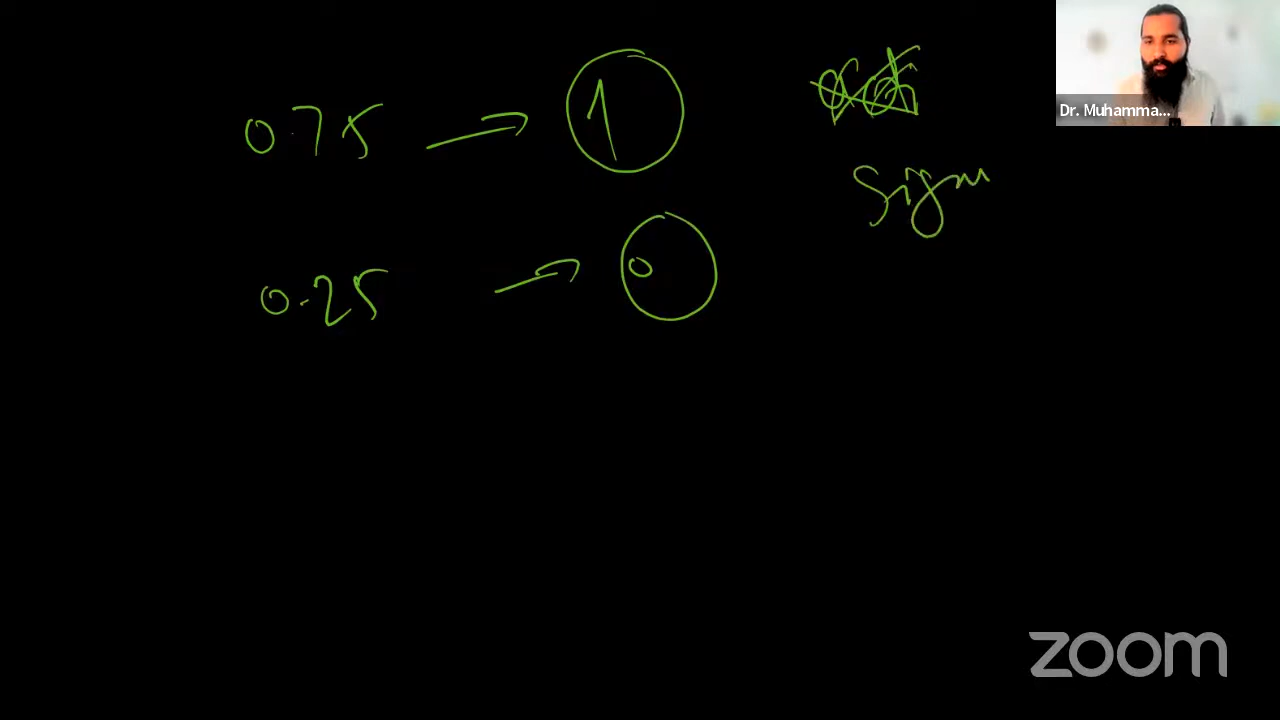 0.75 → 1
Sigm
0.25 → 0
Dr. Muhamma...
zoom